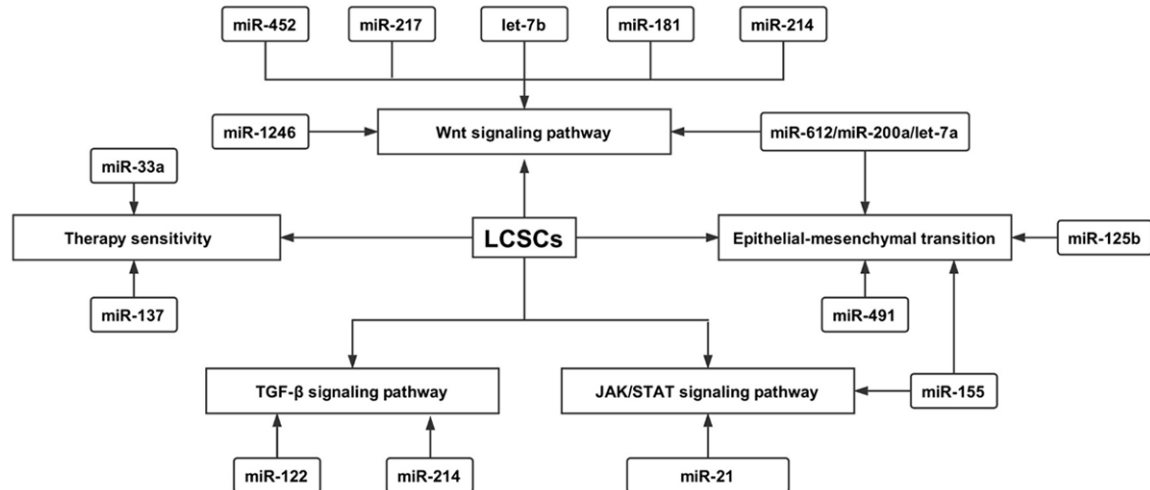 miR-452
miR-217
let-7b
miR-181
miR-214
miR-1246
Wnt signaling pathway
miR-612/miR-200a/let-7a
miR-33a
Therapy sensitivity
LCSCs
Epithelial-mesenchymal transition
miR-125b
miR-137
miR-491
TGF-β signaling pathway
JAK/STAT signaling pathway
miR-155
miR-122
miR-214
miR-21